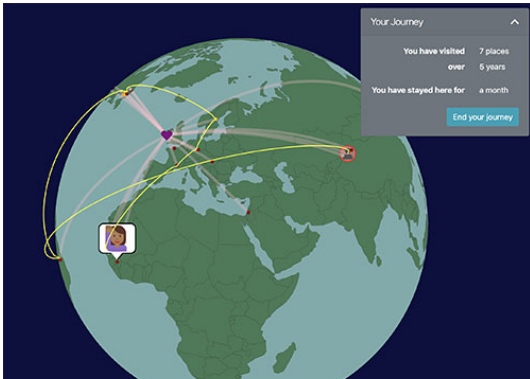 Your Journey
You have visited 7 places
over 5 years
You have stayed here for a month
End your journey